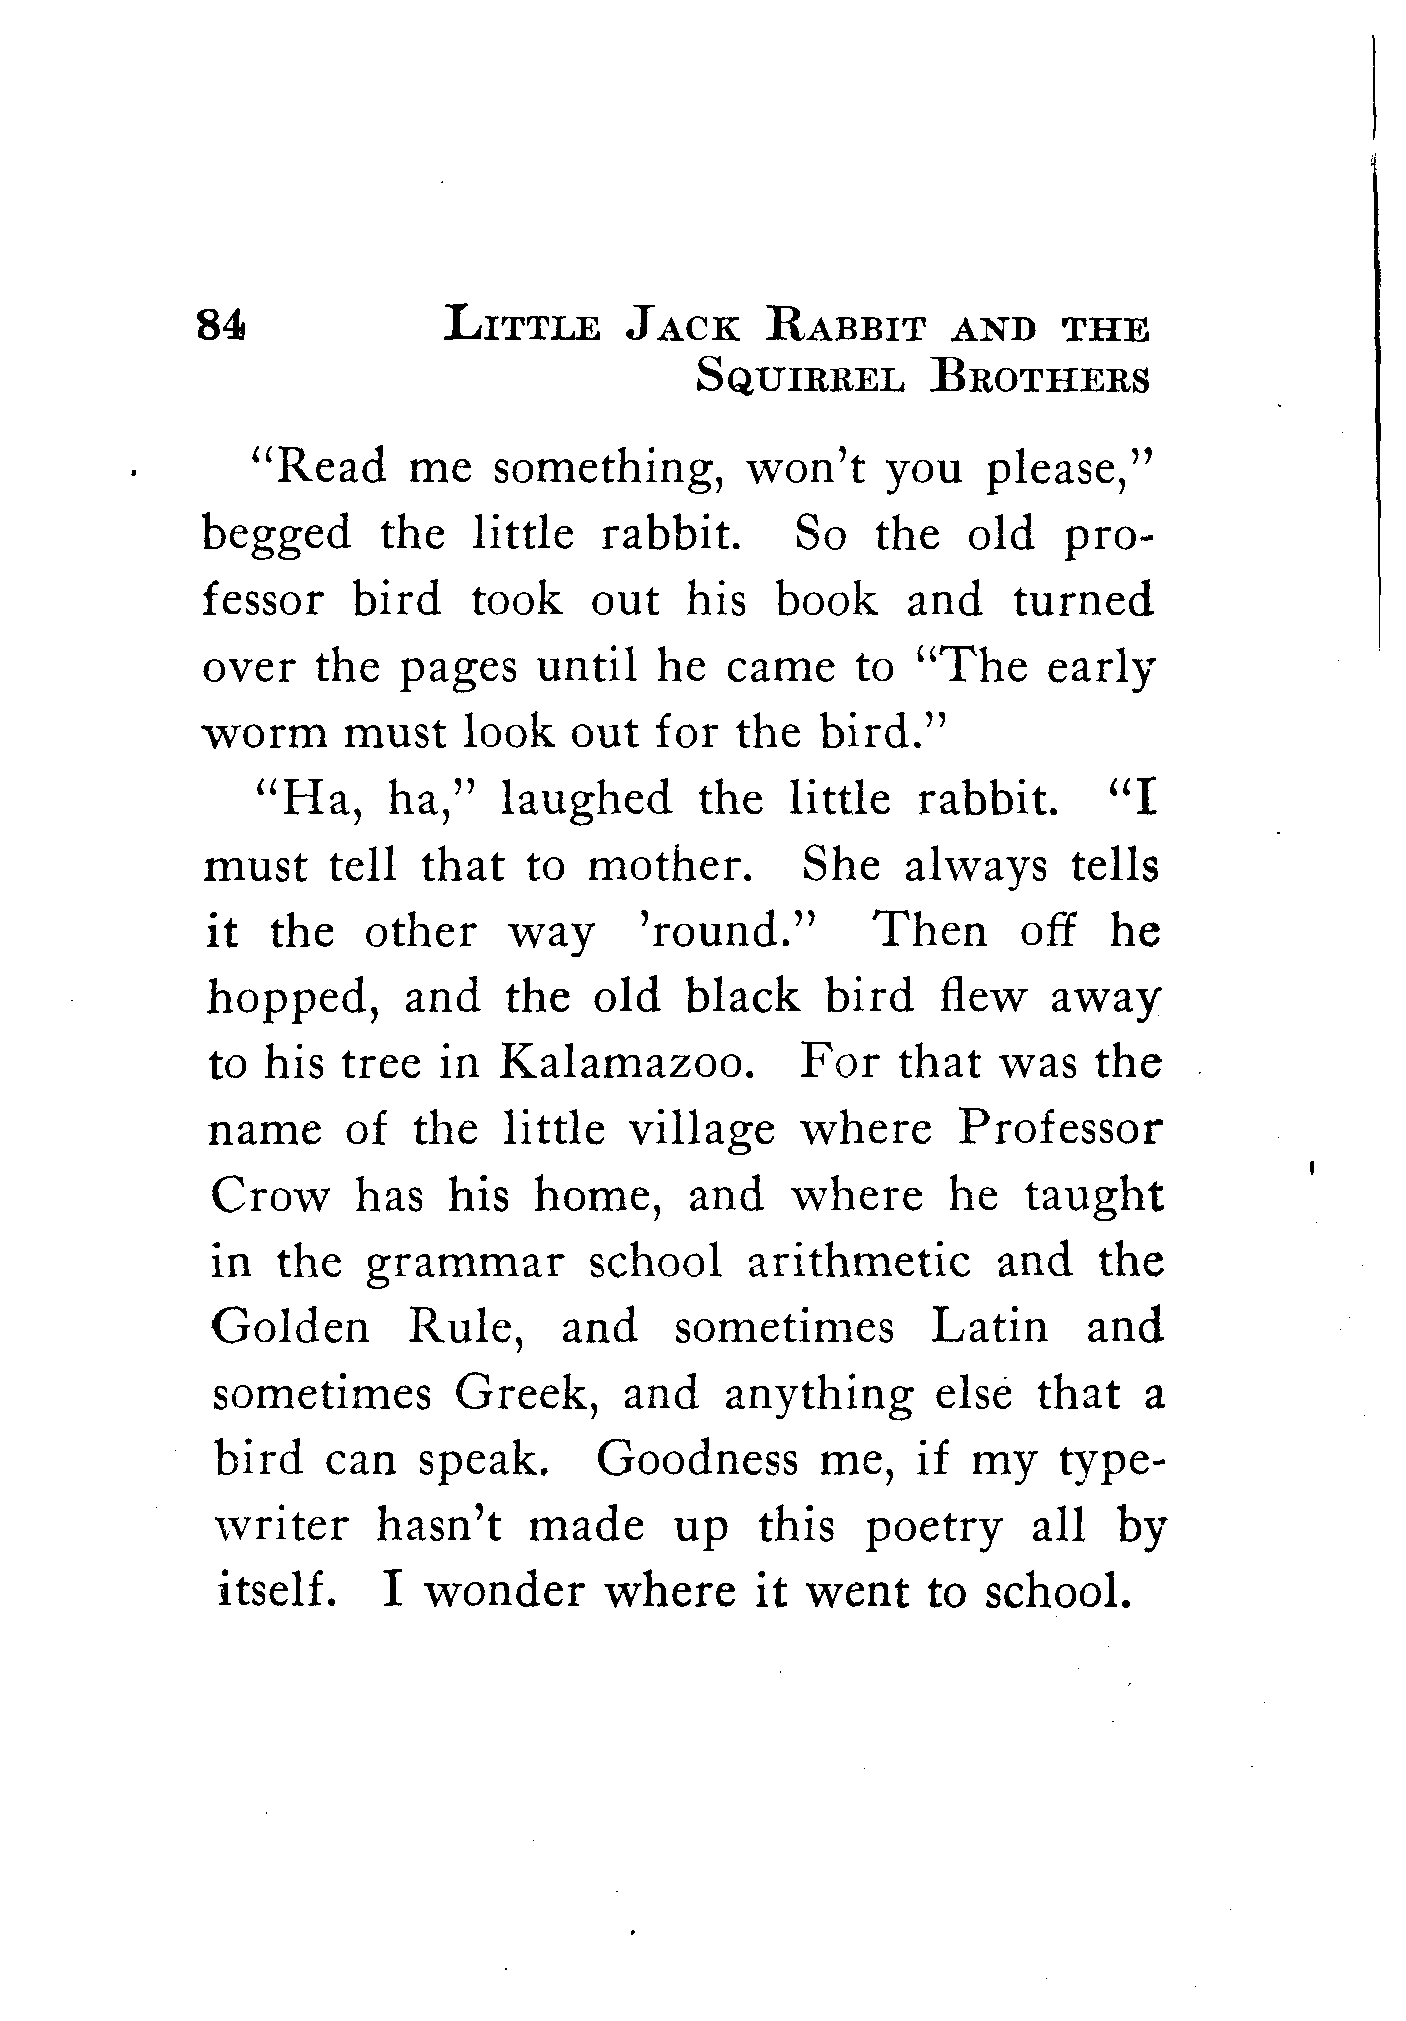 84 Little Jack Rabbit and the
Squirrel Brothers
“Read me something, won’t you please,”
begged the little rabbit. So the old pro-
fessor bird took out his book and turned
over the pages until he came to “The early
worm must look out for the bird.”
“Ha, ha,” laughed the little rabbit. “I
must tell that to mother. She always tells
it the other way ’round.” Then off he
hopped, and the old black bird flew away
to his tree in Kalamazoo. For that was the
name of the little village where Professor
Crow has his home, and where he taught
in the grammar school arithmetic and the
Golden Rule, and sometimes Latin and
sometimes Greek, and anything else that a
bird can speak. Goodness me, if my type-
writer hasn’t made up this poetry all by
itself. I wonder where it went to school.